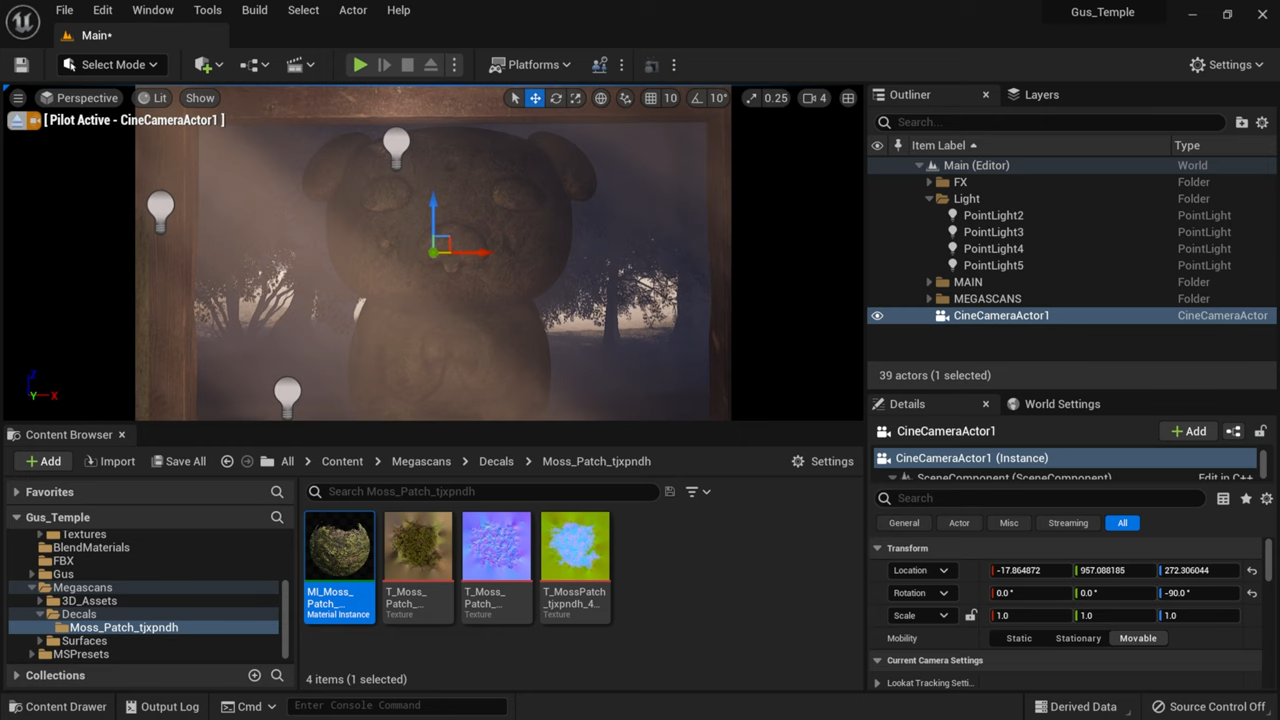 File Edit Window Tools Build Select Actor Help
Gus_Temple
Main*
Select Mode
Platforms
Settings
Perspective Lit Show
10 10° 0.25 4
[ Pilot Active - CineCameraActor1 ]
Z
Y X
Outliner Layers
Search...
Item Label Type
Main (Editor) World
FX Folder
Light Folder
PointLight2 PointLight
PointLight3 PointLight
PointLight4 PointLight
PointLight5 PointLight
MAIN Folder
MEGASCANS Folder
CineCameraActor1 CineCameraActor
39 actors (1 selected)
Details World Settings
CineCameraActor1 Add
CineCameraActor1 (Instance)
SceneComponent (SceneComponent) Edit in C++
Search
General Actor Misc Streaming All
Transform
Location -17.864872 957.088185 272.306044
Rotation 0.0 ° 0.0 ° -90.0 °
Scale 1.0 1.0 1.0
Mobility Static Stationary Movable
Current Camera Settings
Lookat Tracking Setti...
Content Browser
Add Import Save All All Content Megascans Decals Moss_Patch_tjxpndh Settings
Favorites
Gus_Temple
Textures
BlendMaterials
FBX
Gus
Megascans
3D_Assets
Decals
Moss_Patch_tjxpndh
Surfaces
MSPresets
Collections
Search Moss_Patch_tjxpndh
MI_Moss_
Patch_...
Material Instance
T_Moss_
Patch_...
Texture
T_Moss_
Patch_...
Texture
T_MossPatch
_tjxpndh_4...
Texture
4 items (1 selected)
Content Drawer Output Log Cmd Enter Console Command Derived Data Source Control Off